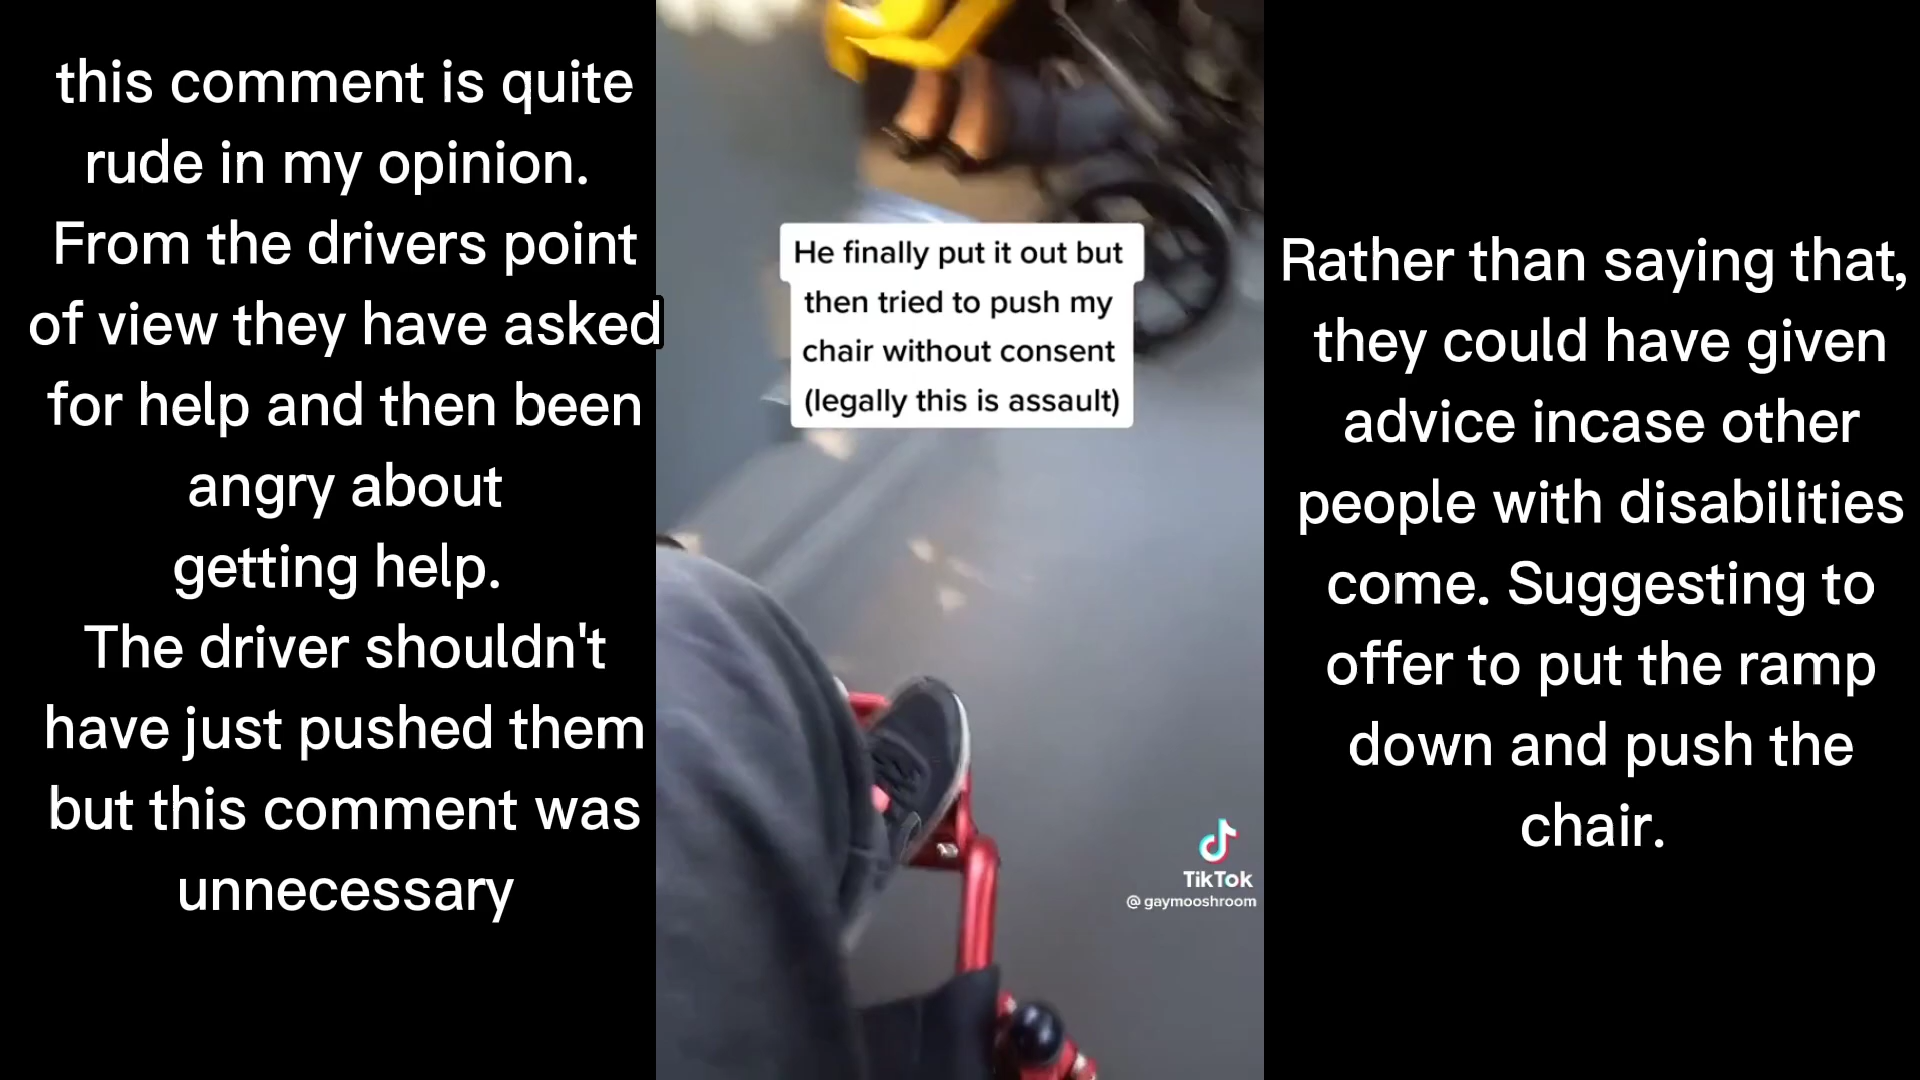 this comment is quite
rude in my opinion.
From the drivers point
of view they have asked
for help and then been
angry about
getting help.
The driver shouldn't
have just pushed them
but this comment was
unnecessary
He finally put it out but
then tried to push my
chair without consent
(legally this is assault)
TikTok
@gaymooshroom
Rather than saying that,
they could have given
advice incase other
people with disabilities
come. Suggesting to
offer to put the ramp
down and push the
chair.